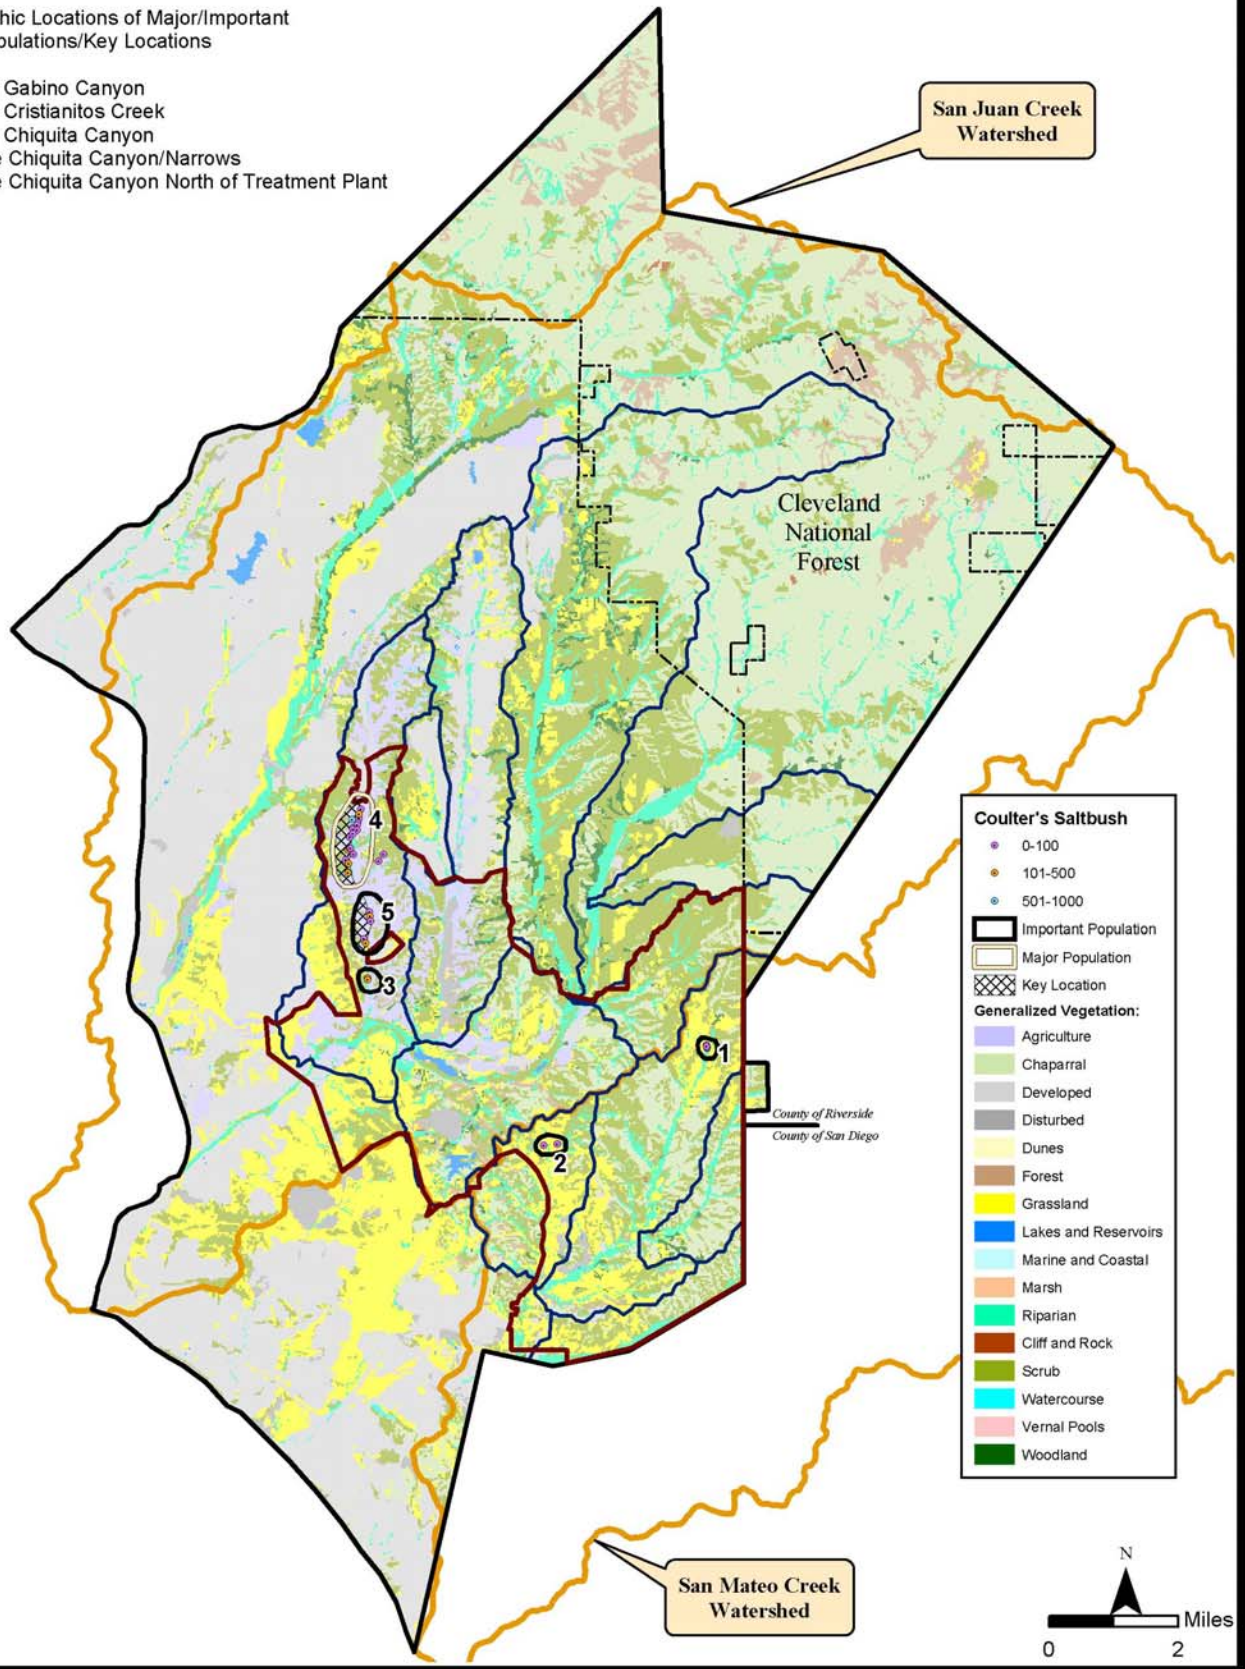 hic Locations of Major/Important
pulations/Key Locations
Gabino Canyon
Cristianitos Creek
Chiquita Canyon
e Chiquita Canyon/Narrows
e Chiquita Canyon North of Treatment Plant
San Juan Creek
Watershed
Cleveland
National
Forest
4
5
3
1
2
County of Riverside
County of San Diego
Coulter's Saltbush
0-100
101-500
501-1000
Important Population
Major Population
Key Location
Generalized Vegetation:
Agriculture
Chaparral
Developed
Disturbed
Dunes
Forest
Grassland
Lakes and Reservoirs
Marine and Coastal
Marsh
Riparian
Cliff and Rock
Scrub
Watercourse
Vernal Pools
Woodland
San Mateo Creek
Watershed
N
Miles
0 2